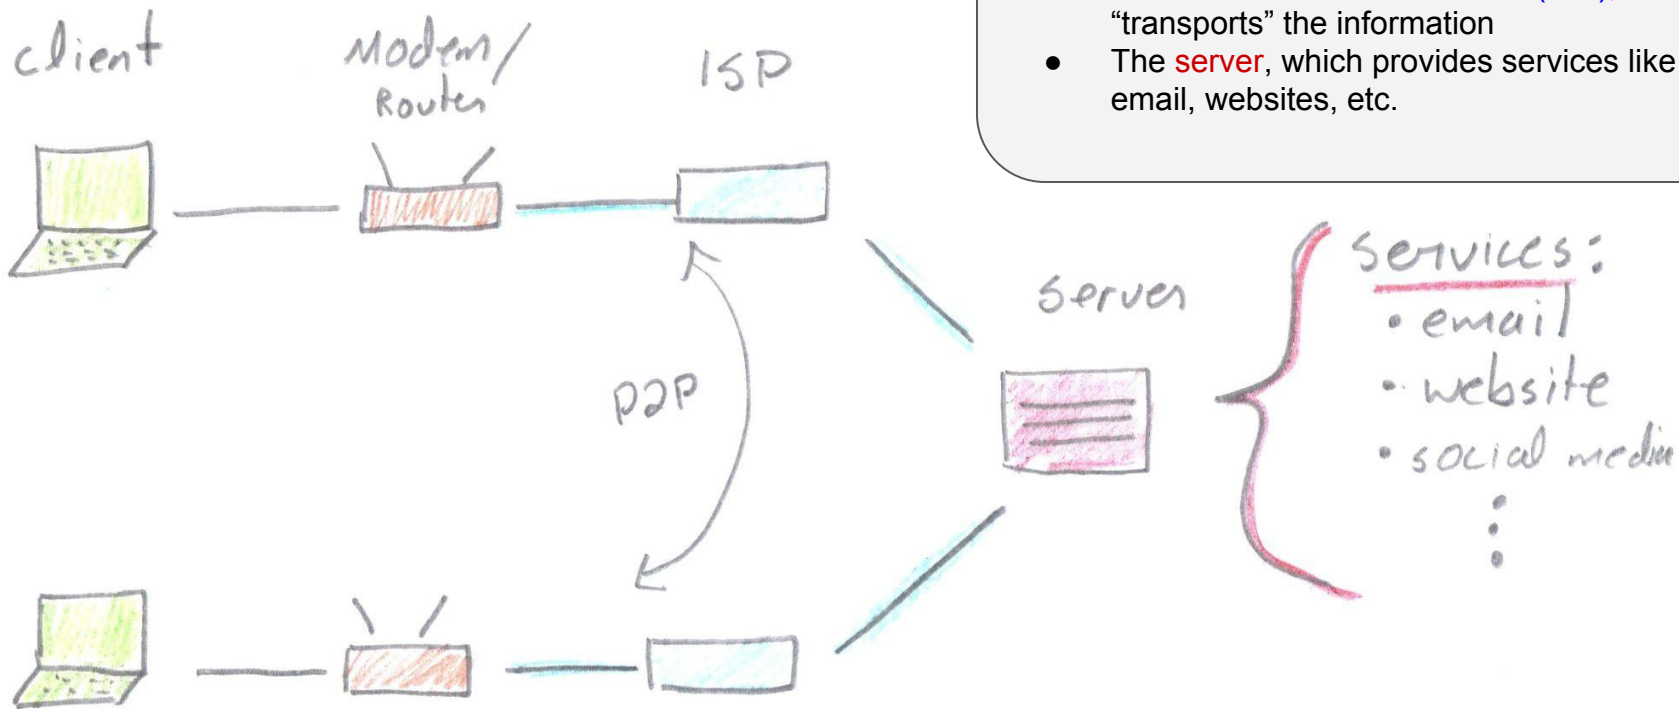 client
Modem/
Router
ISP
“transports” the information
● The server, which provides services like
email, websites, etc.
P2P
Server
Services:
• email
• website
• social media